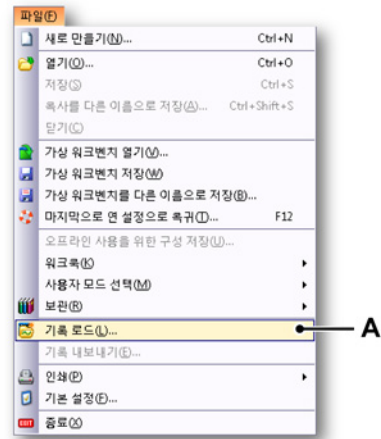 파일(F)
새로 만들기(N)... Ctrl+N
열기(O)... Ctrl+O
저장(S) Ctrl+S
복사를 다른 이름으로 저장(A)... Ctrl+Shift+S
닫기(C)
가상 워크벤치 열기(V)...
가상 워크벤치 저장(W)
가상 워크벤치를 다른 이름으로 저장(B)...
마지막으로 연 설정으로 복귀(T)... F12
오프라인 사용을 위한 구성 저장(U)...
워크북(K)
사용자 모드 선택(M)
보관(R)
기록 로드(L)... A
기록 내보내기(E)...
인쇄(P)
기본 설정(F)...
EXIT 종료(X)